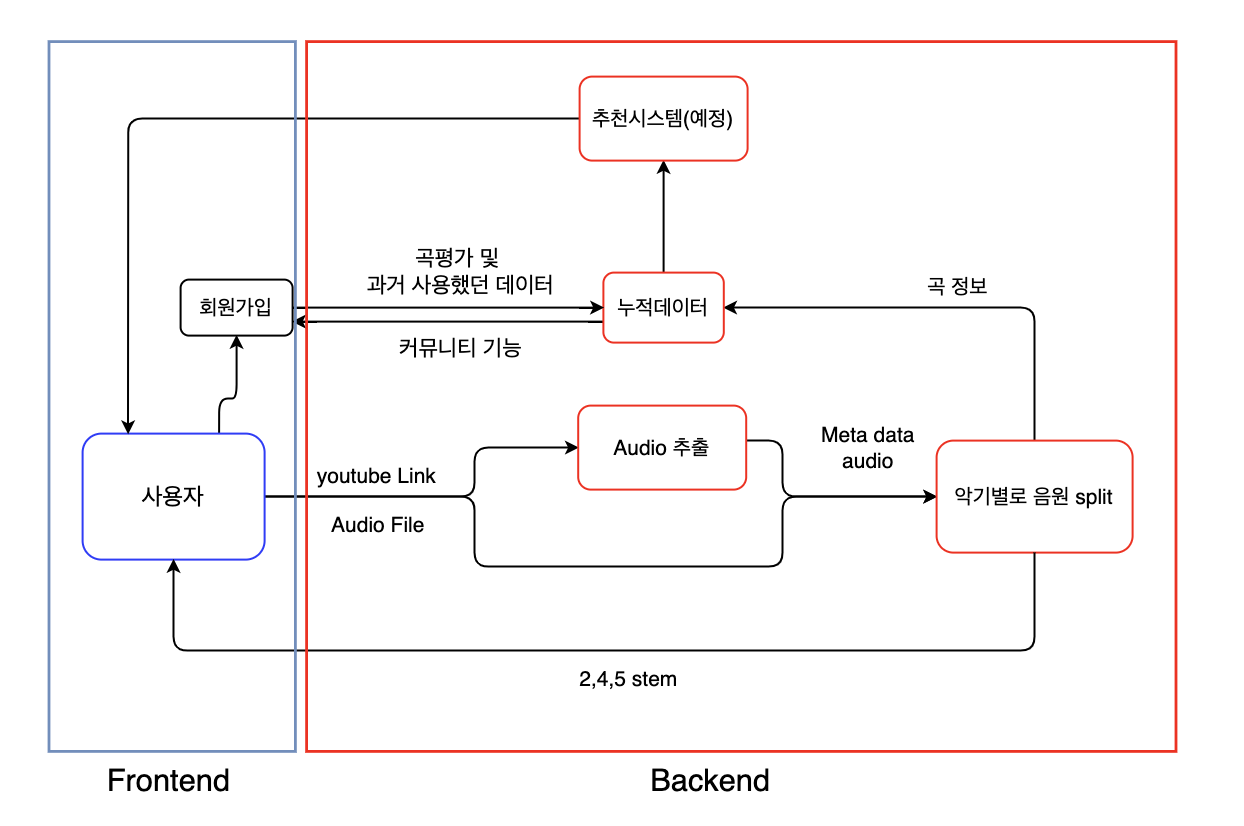 추천시스템(예정)
곡평가 및
과거 사용했던 데이터
회원가입
누적데이터
곡 정보
커뮤니티 기능
Audio 추출
Meta data
audio
youtube Link
사용자
악기별로 음원 split
Audio File
2,4,5 stem
Frontend
Backend